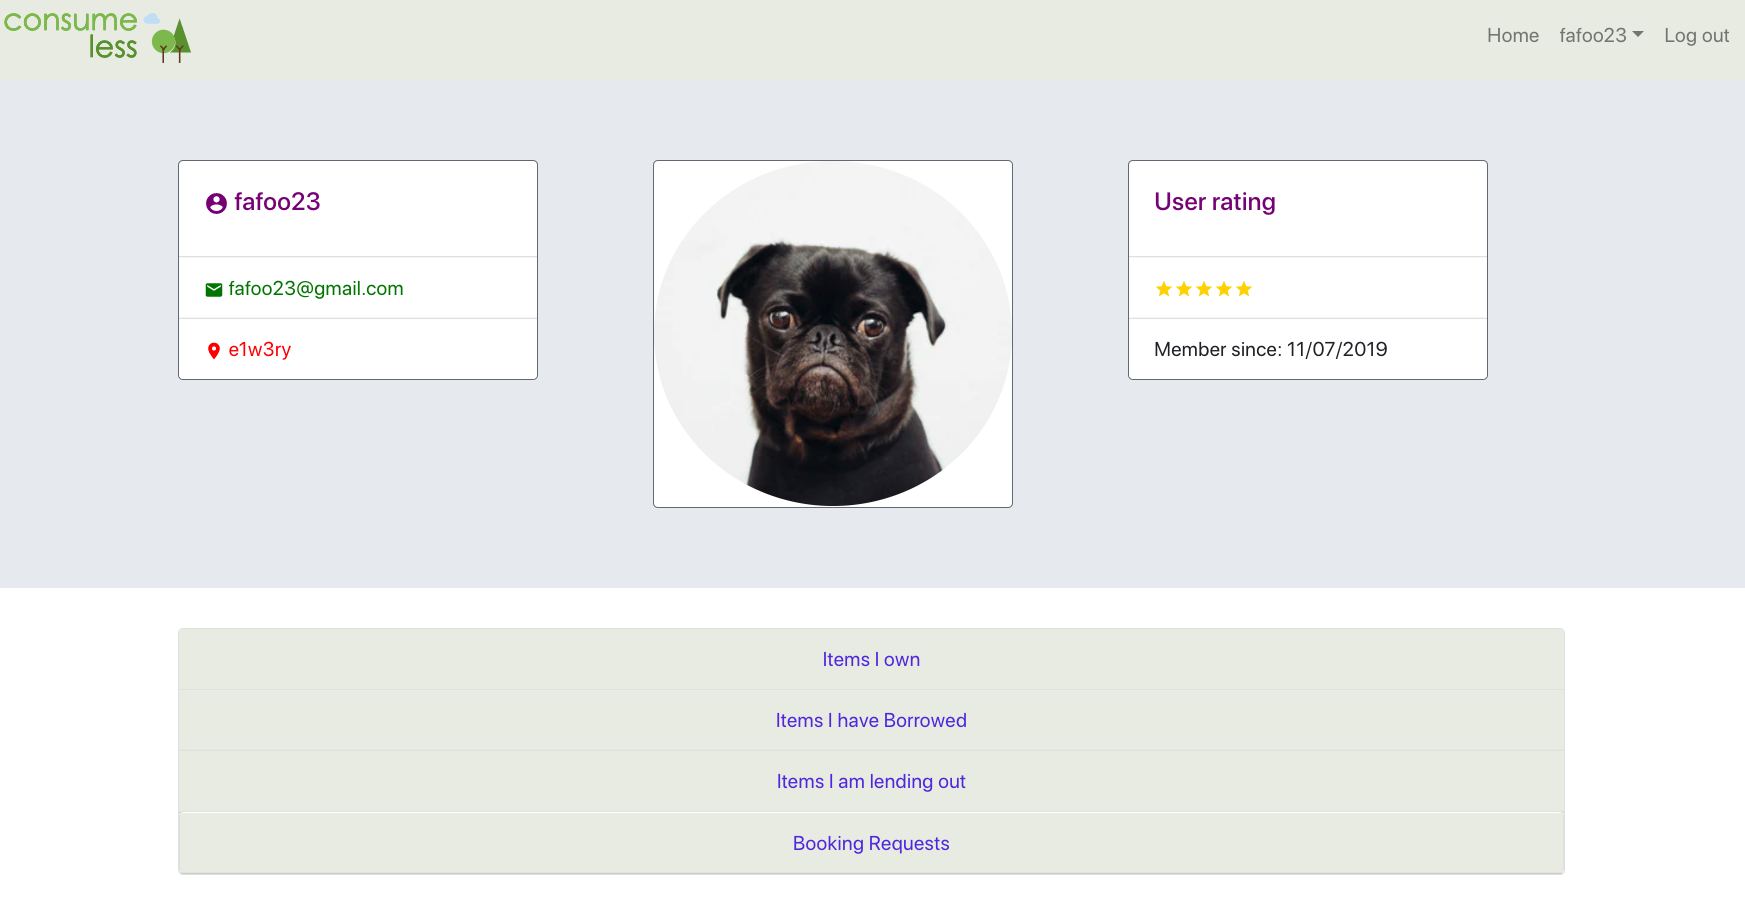 consume
less
Home fafoo23 Log out
fafoo23
fafoo23@gmail.com
e1w3ry
User rating
Member since: 11/07/2019
Items I own
Items I have Borrowed
Items I am lending out
Booking Requests